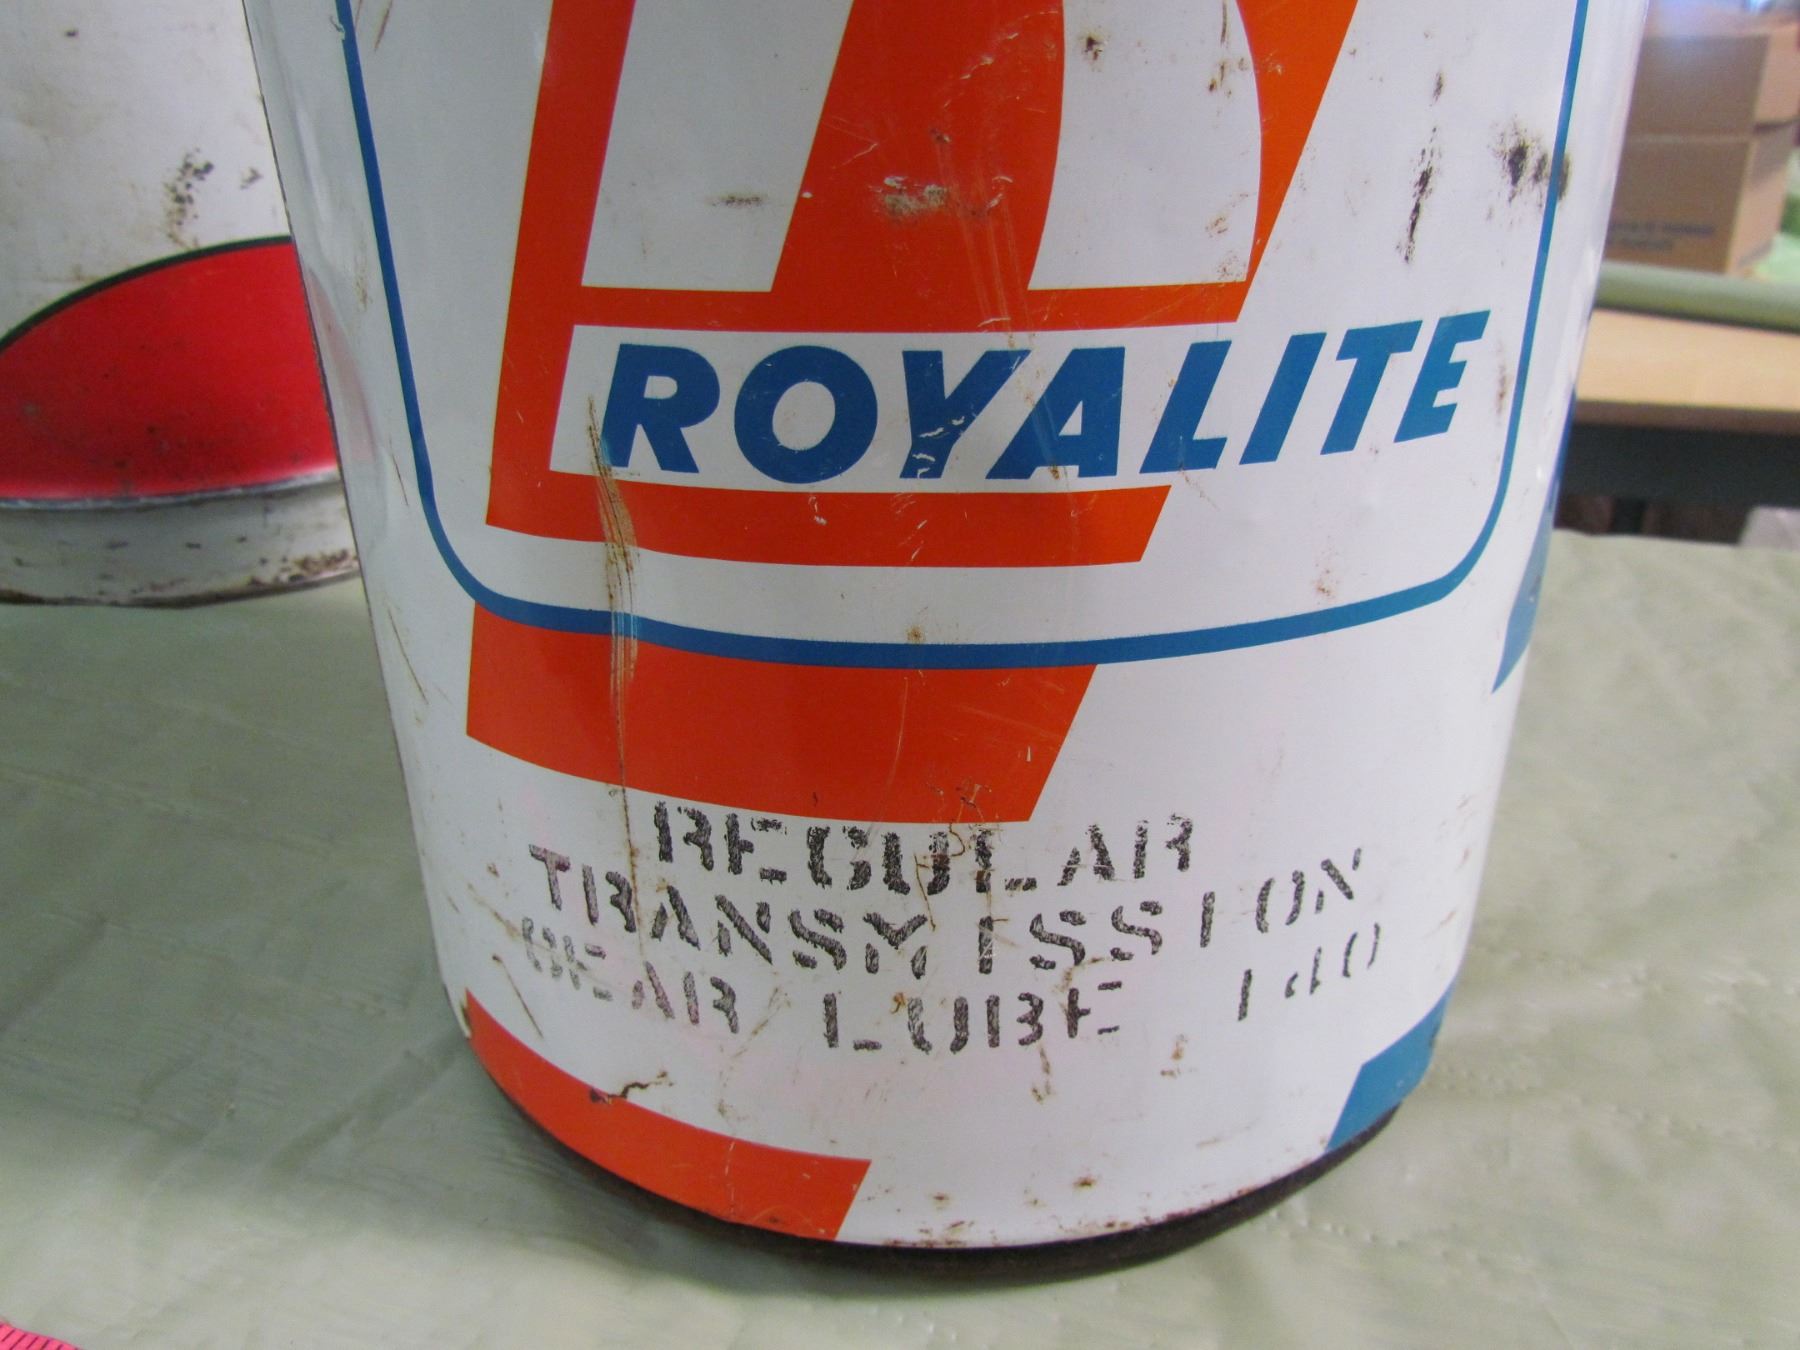 ROYALITE
REGULAR
TRANSMISSION
GEAR LUBE 140